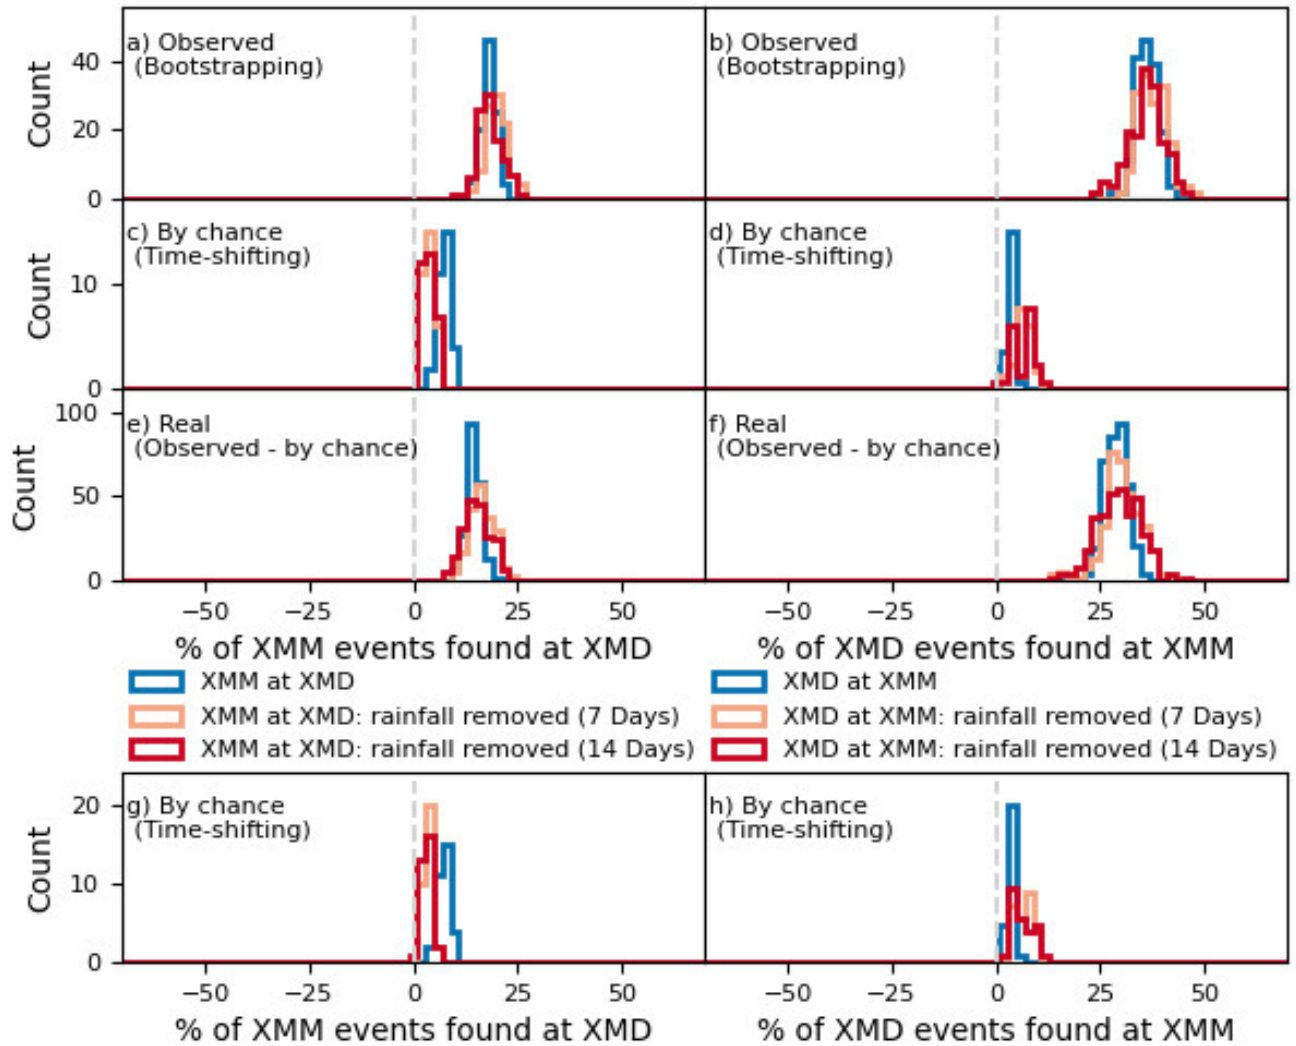 a) Observed
(Bootstrapping)
b) Observed
(Bootstrapping)
Count
40
20
0
c) By chance
(Time-shifting)
d) By chance
(Time-shifting)
Count
10
0
e) Real
(Observed - by chance)
f) Real
(Observed - by chance)
Count
100
50
0
−50 −25 0 25 50
−50 −25 0 25 50
% of XMM events found at XMD
% of XMD events found at XMM
XMM at XMD
XMM at XMD: rainfall removed (7 Days)
XMM at XMD: rainfall removed (14 Days)
XMD at XMM
XMD at XMM: rainfall removed (7 Days)
XMD at XMM: rainfall removed (14 Days)
g) By chance
(Time-shifting)
h) By chance
(Time-shifting)
Count
20
10
0
−50 −25 0 25 50
−50 −25 0 25 50
% of XMM events found at XMD
% of XMD events found at XMM